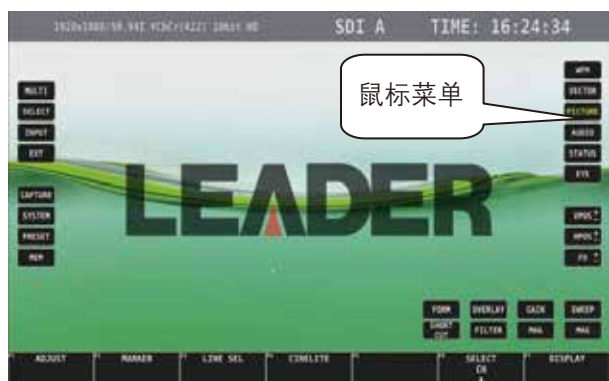 1920x1080/59.94I YCbCr(422) 10bit HD SDI A TIME: 16:24:34
鼠标菜单
MULTI
SELECT
INPUT
EXT
CAPTURE
SYSTEM
PRESET
MEM
WFM
VECTOR
PICTURE
AUDIO
STATUS
EYE
VPOS
HPOS
FD
LEADER
FORM OVERLAY GAIN SWEEP
SHORT CUT FILTER MAG MAG
ADJUST MARKER LINE SEL CINELITE SELECT CH A DISPLAY